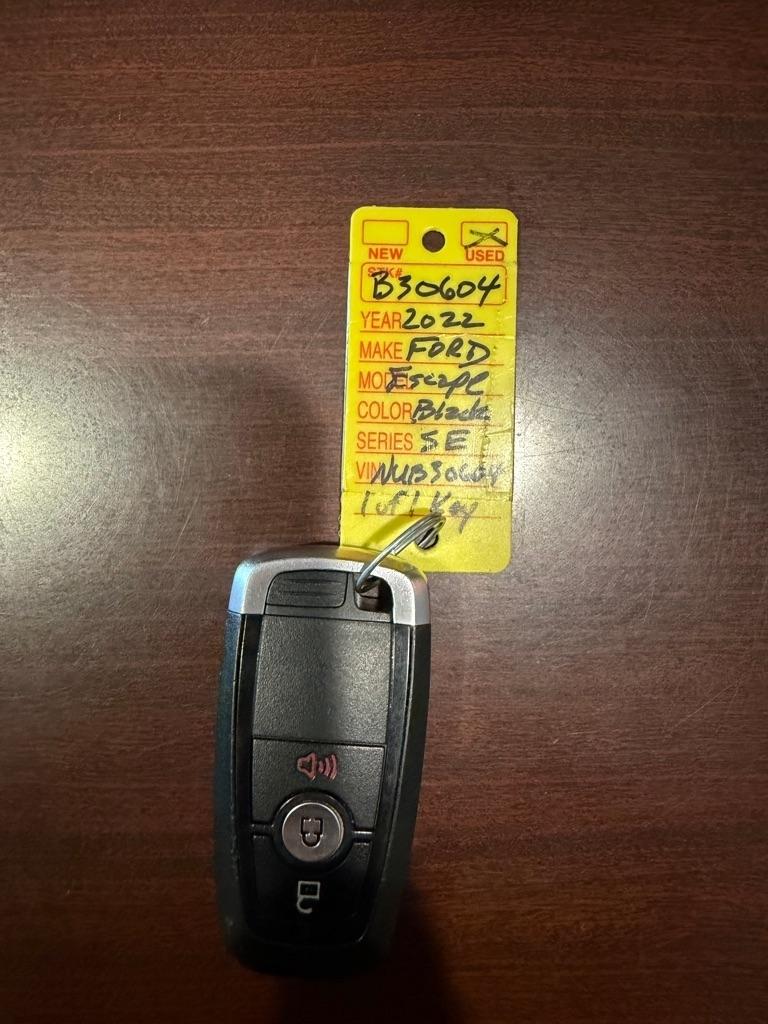 NEW USED
STK# B30604
YEAR 2022
MAKE FORD
MODEL Escape
COLOR Black
SERIES SE
VIN NUB30604
1 of 1 Key